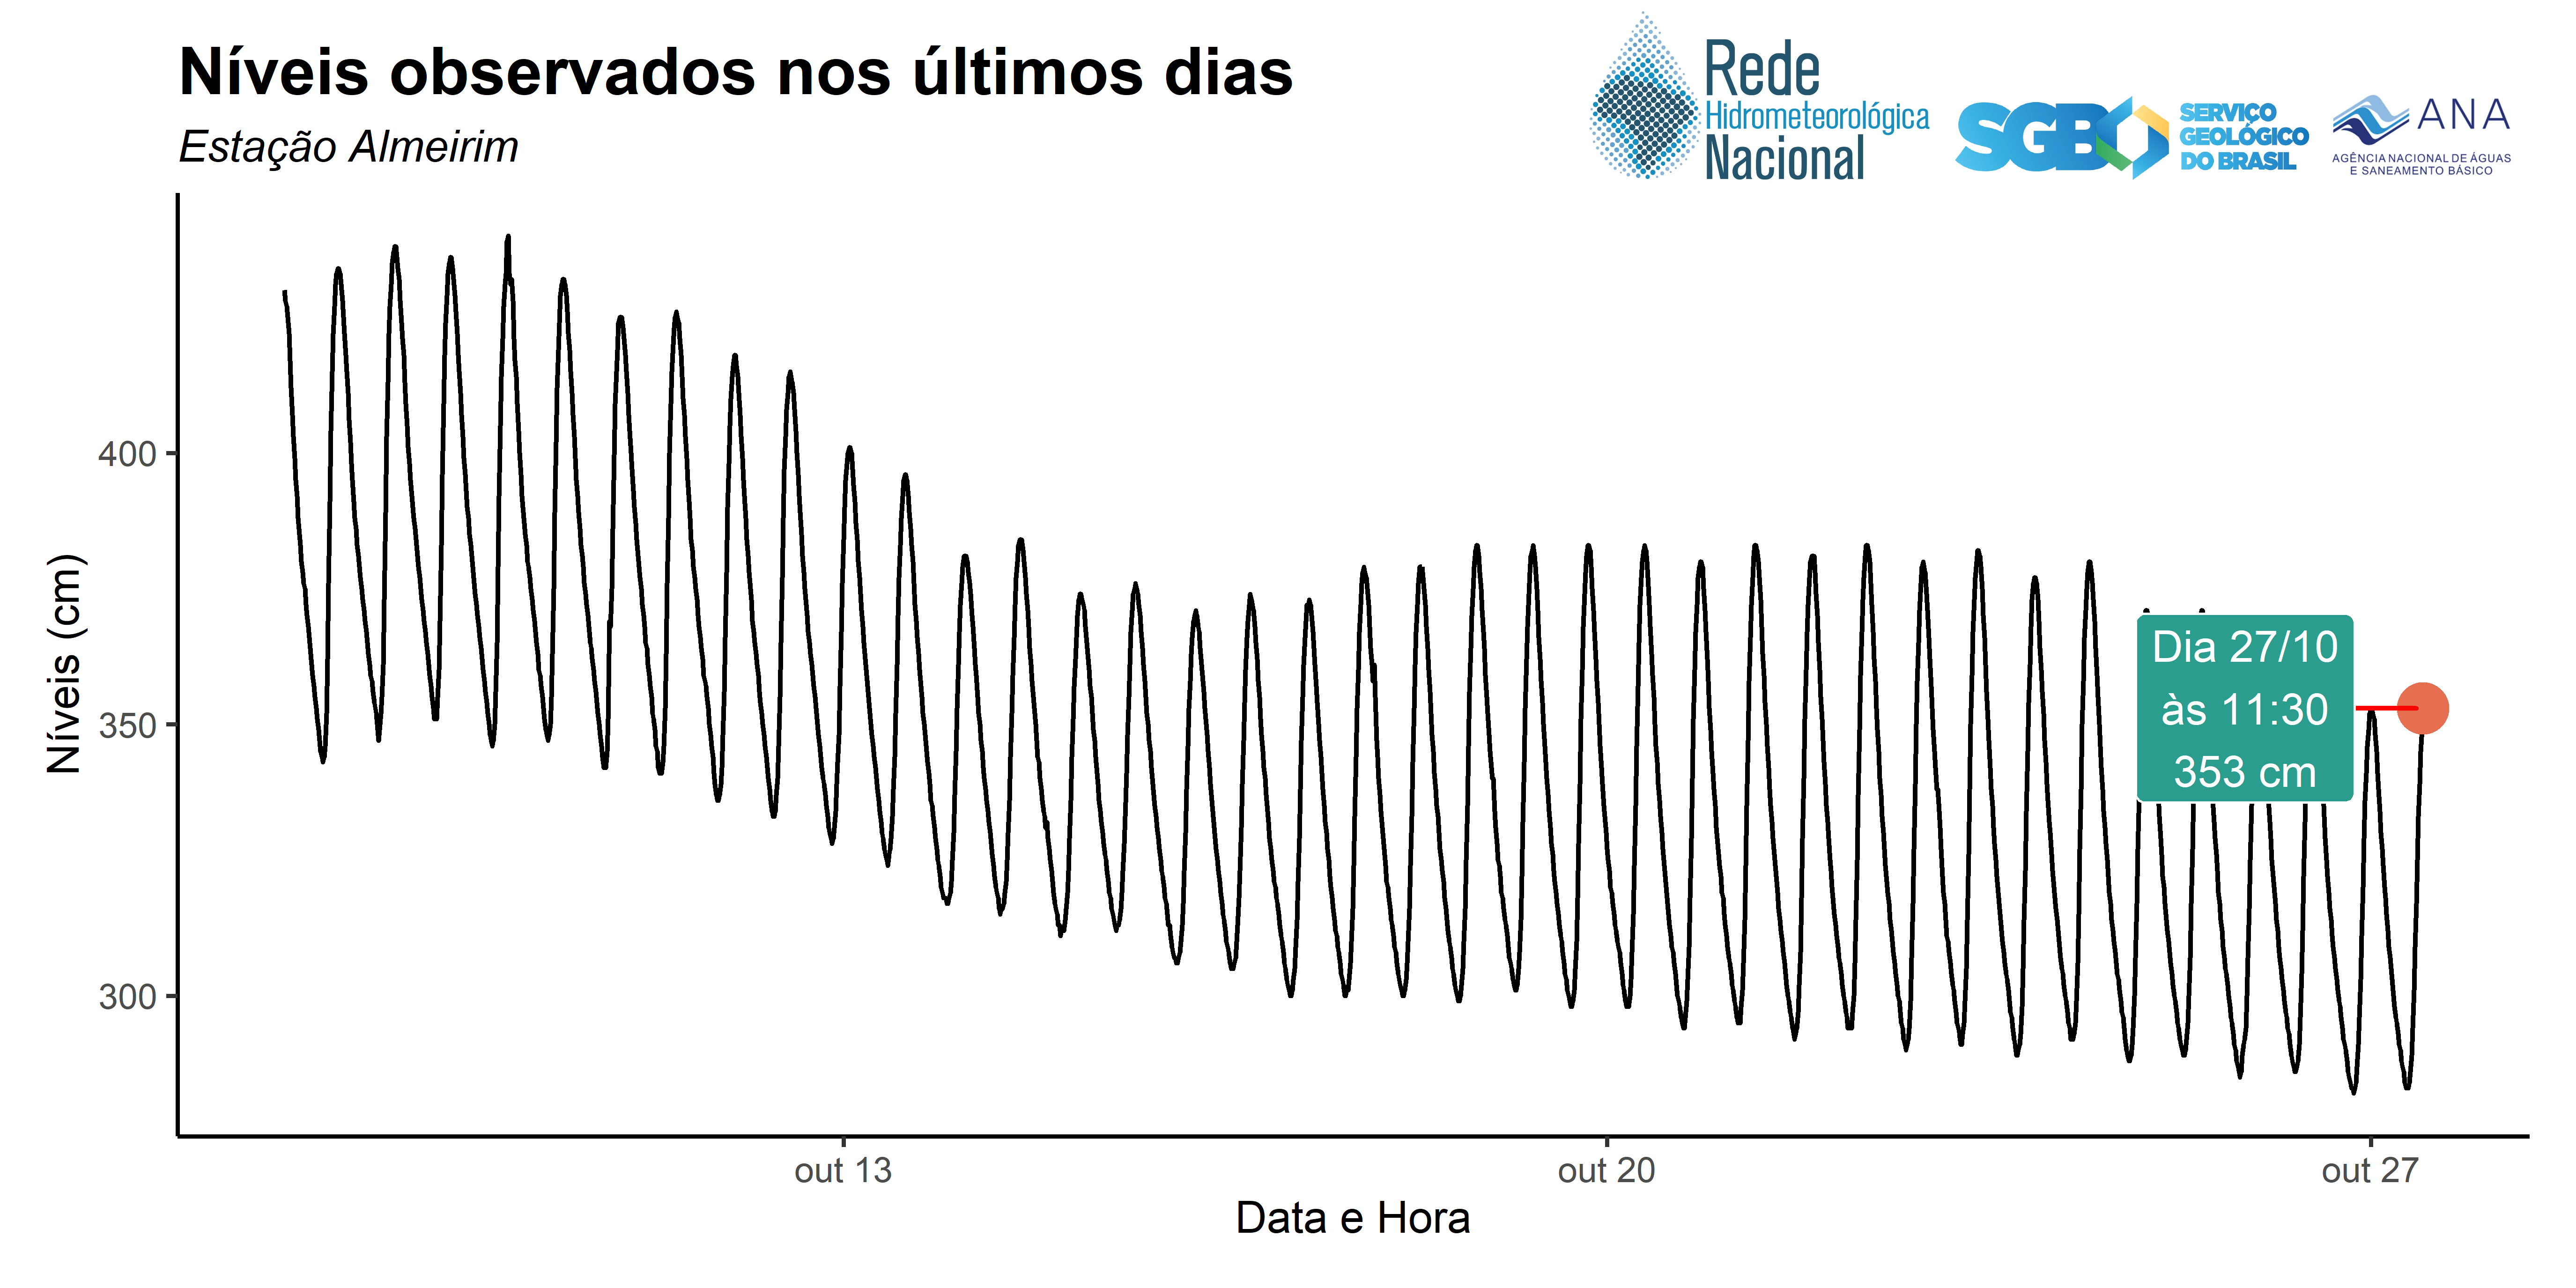 Níveis observados nos últimos dias
Estação Almeirim
Rede
Hidrometeorológica
Nacional
SGB
SERVIÇO
GEOLÓGICO
DO BRASIL
ANA
AGÊNCIA NACIONAL DE ÁGUAS
E SANEAMENTO BÁSICO
Níveis (cm)
400
350
300
Dia 27/10
às 11:30
353 cm
out 13
out 20
out 27
Data e Hora